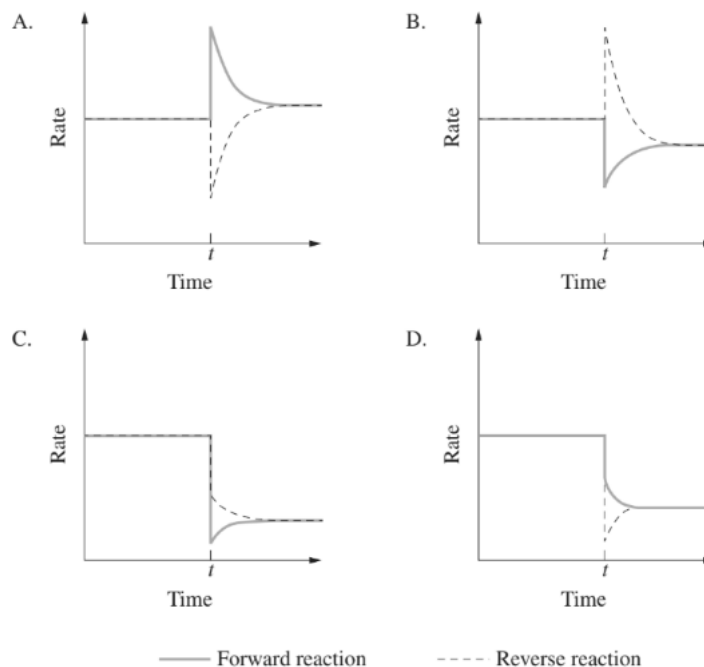 A.
B.
Rate
Rate
t
t
Time
Time
C.
D.
Rate
Rate
t
t
Time
Time
Forward reaction
Reverse reaction